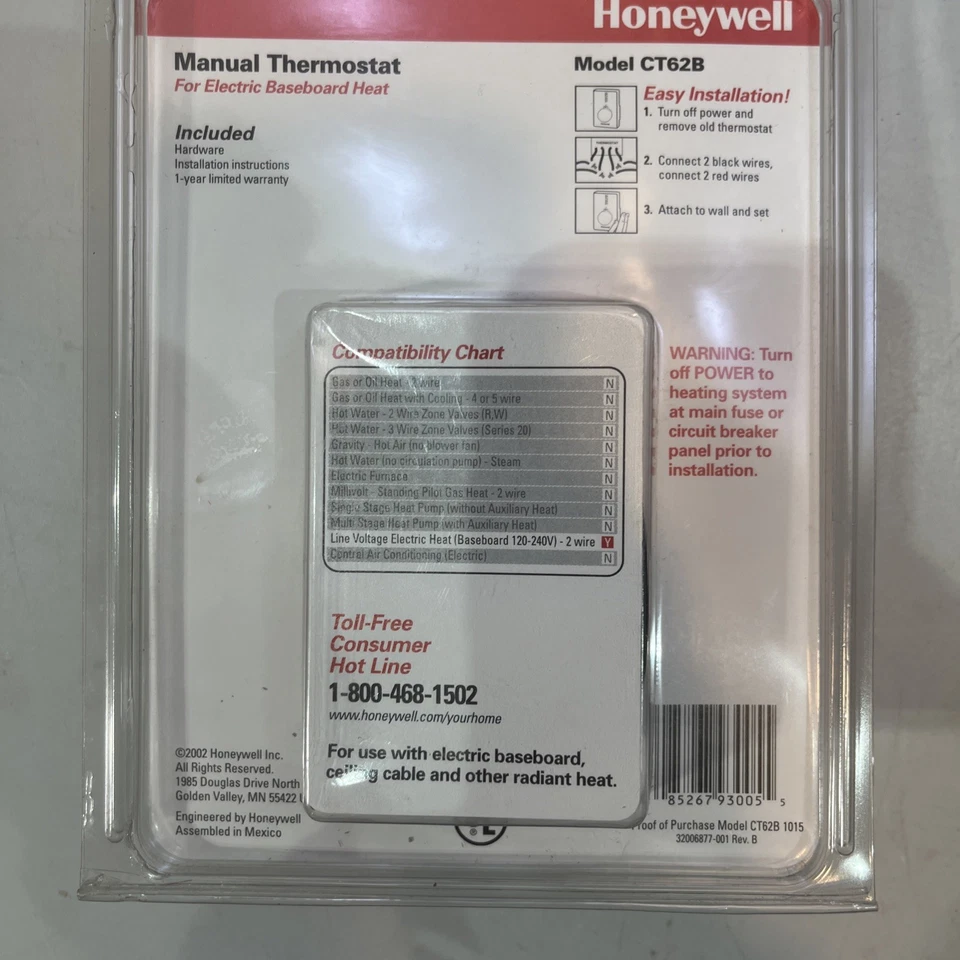 Honeywell
Manual Thermostat
For Electric Baseboard Heat
Included
Hardware
Installation instructions
1-year limited warranty
Model CT62B
Easy Installation!
1. Turn off power and
remove old thermostat
THERMOSTAT
2. Connect 2 black wires,
connect 2 red wires
3. Attach to wall and set
Compatibility Chart
Gas or Oil Heat - 2 wire N
Gas or Oil Heat with Cooling - 4 or 5 wire N
Hot Water - 2 Wire Zone Valves (R,W) N
Hot Water - 3 Wire Zone Valves (Series 20) N
Gravity - Hot Air (no blower fan) N
Hot Water (no circulation pump) - Steam N
Electric Furnace N
Millivolt - Standing Pilot Gas Heat - 2 wire N
Single Stage Heat Pump (without Auxiliary Heat) N
Multi Stage Heat Pump (with Auxiliary Heat) N
Line Voltage Electric Heat (Baseboard 120-240V) - 2 wire Y
Central Air Conditioning (Electric) N
WARNING: Turn
off POWER to
heating system
at main fuse or
circuit breaker
panel prior to
installation.
Toll-Free
Consumer
Hot Line
1-800-468-1502
www.honeywell.com/yourhome
For use with electric baseboard,
ceiling cable and other radiant heat.
©2002 Honeywell Inc.
All Rights Reserved.
1985 Douglas Drive North
Golden Valley, MN 55422
Engineered by Honeywell
Assembled in Mexico
85267 93005 5
Proof of Purchase Model CT62B 1015
32006877-001 Rev. B